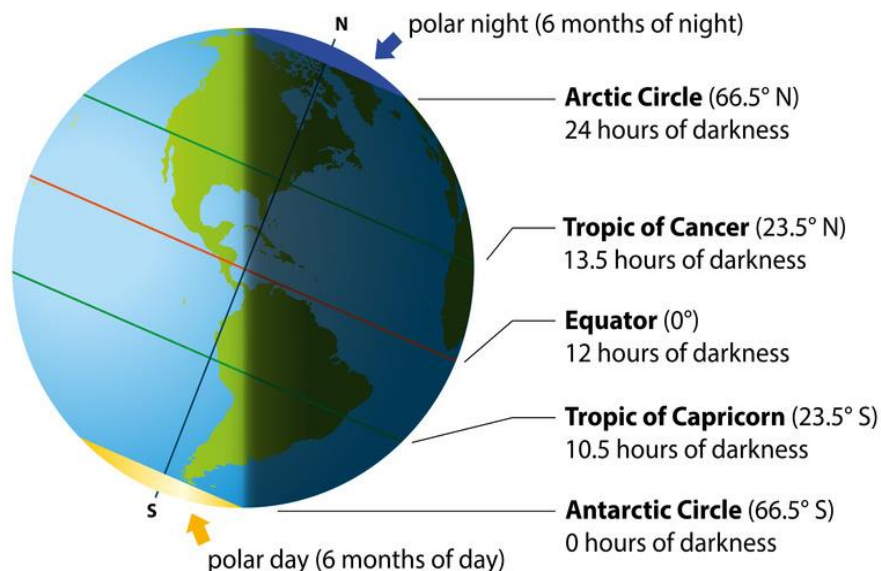 N
polar night (6 months of night)
Arctic Circle (66.5° N)
24 hours of darkness
Tropic of Cancer (23.5° N)
13.5 hours of darkness
Equator (0°)
12 hours of darkness
Tropic of Capricorn (23.5° S)
10.5 hours of darkness
Antarctic Circle (66.5° S)
0 hours of darkness
S
polar day (6 months of day)